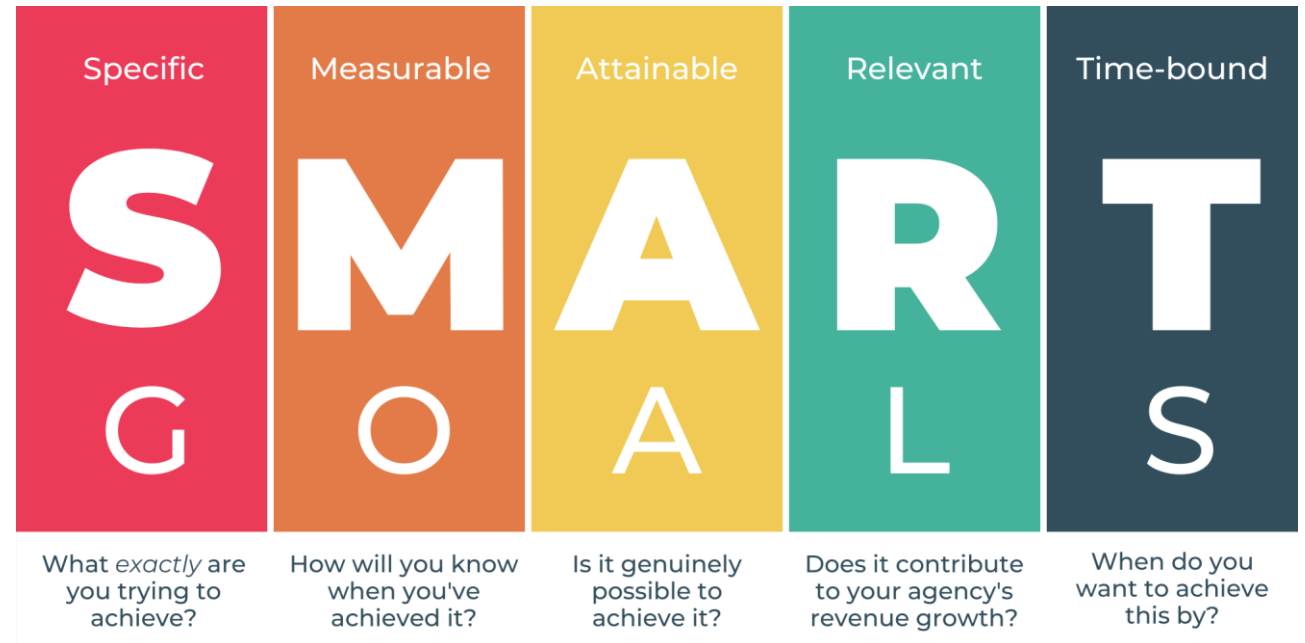 Specific
Measurable
Attainable
Relevant
Time-bound
S
M
A
R
T
G
O
A
L
S
What exactly are
you trying to
achieve?
How will you know
when you've
achieved it?
Is it genuinely
possible to
achieve it?
Does it contribute
to your agency's
revenue growth?
When do you
want to achieve
this by?